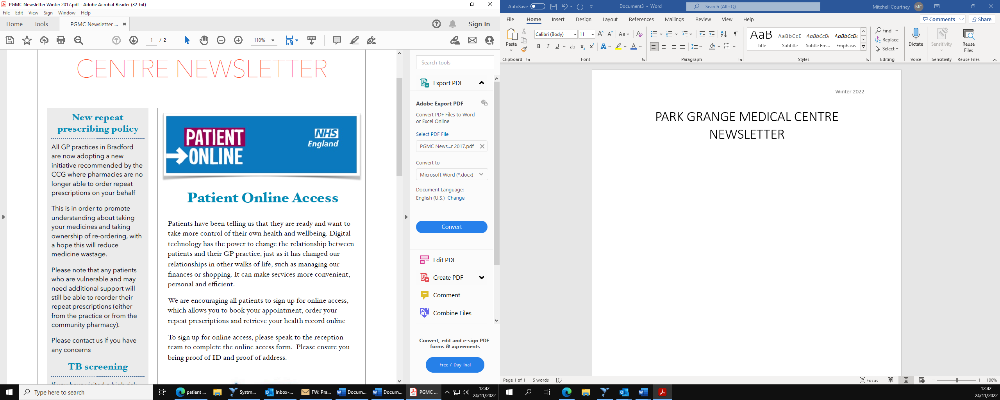 PGMC Newsletter Winter 2017.pdf - Adobe Acrobat Reader (32-bit)
File Edit View Sign Window Help
Home Tools PGMC Newsletter ... Sign In
1 / 2 110%
CENTRE NEWSLETTER
New repeat
prescribing policy
All GP practices in Bradford
are now adopting a new
initiative recommended by the
CCG where pharmacies are no
longer able to order repeat
prescriptions on your behalf
This is in order to promote
understanding about taking
your medicines and taking
ownership of re-ordering, with
a hope this will reduce
medicine wastage.
Please note that any patients
who are vulnerable and may
need additional support will
still be able to reorder their
repeat prescriptions (either
from the practice or from the
community pharmacy).
Please contact us if you have
any concerns
TB screening
If you have visited a high risk
PATIENT
ONLINE
NHS
England
Patient Online Access
Patients have been telling us that they are ready and want to
take more control of their own health and wellbeing. Digital
technology has the power to change the relationship between
patients and their GP practice, just as it has changed our
relationships in other walks of life, such as managing our
finances or shopping. It can make services more convenient,
personal and efficient.
We are encouraging all patients to sign up for online access,
which allows you to book your appointment, order your
repeat prescriptions and retrieve your health record online
To sign up for online access, please speak to the reception
team to complete the online access form.  Please ensure you
bring proof of ID and proof of address.
Search tools
Export PDF
Adobe Export PDF
Convert PDF Files to Word
or Excel Online
Select PDF File
PGMC News...r 2017.pdf
Convert to
Microsoft Word (*.docx)
Document Language:
English (U.S.) Change
Convert
Edit PDF
Create PDF
Comment
Combine Files
Convert, edit and e-sign PDF
forms & agreements
Free 7-Day Trial
Type here to search
patient ...
Systm...
Inbox-...
FW: Pra...
Docum...
Docum...
PGMC ...
12:42
24/11/2022
AutoSave Document3 - Word Search (Alt+Q) Mitchell Courtney MC
File Home Insert Design Layout References Mailings Review View Help Comments Share
Paste
Clipboard
Calibri (Body) 11
Aa
B I U ab x₂ x² A A
Font
Paragraph
AaB AaBbCcD AaBbCcDc AaBbCcDc
Title Subtitle Subtle Em... Emphasis
Styles
Find
Replace
Select
Editing
Dictate
Voice
Sensitivity
Sensitivity
Reuse
Files
Reuse Files
Winter 2022
PARK GRANGE MEDICAL CENTRE
NEWSLETTER
Page 1 of 1 5 words Focus 100%
12:42
24/11/2022